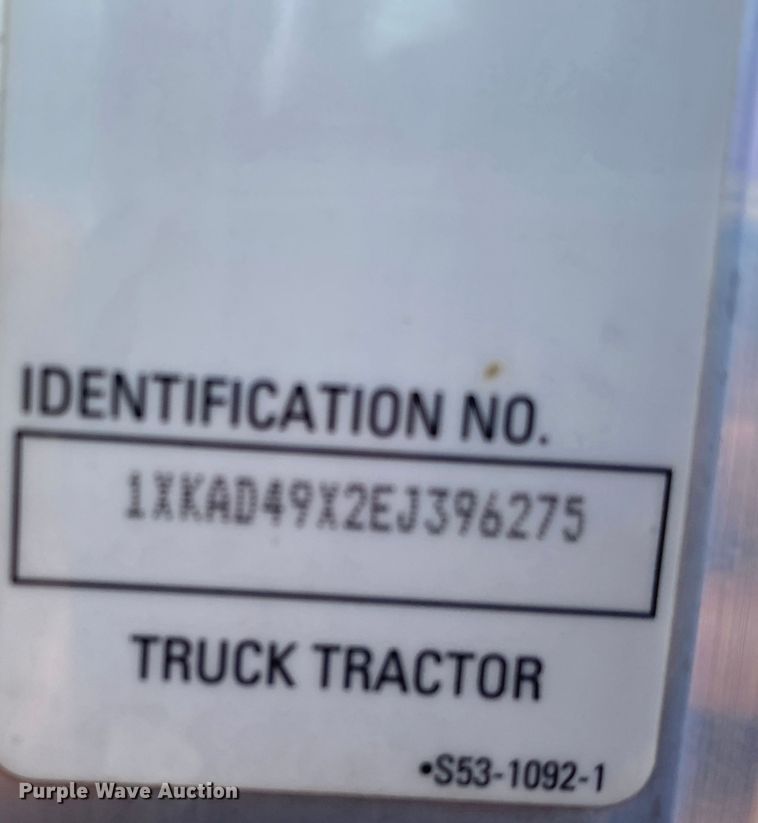 IDENTIFICATION NO.
1XKAD49X2EJ396275
TRUCK TRACTOR
•S53-1092-1
Purple Wave Auction